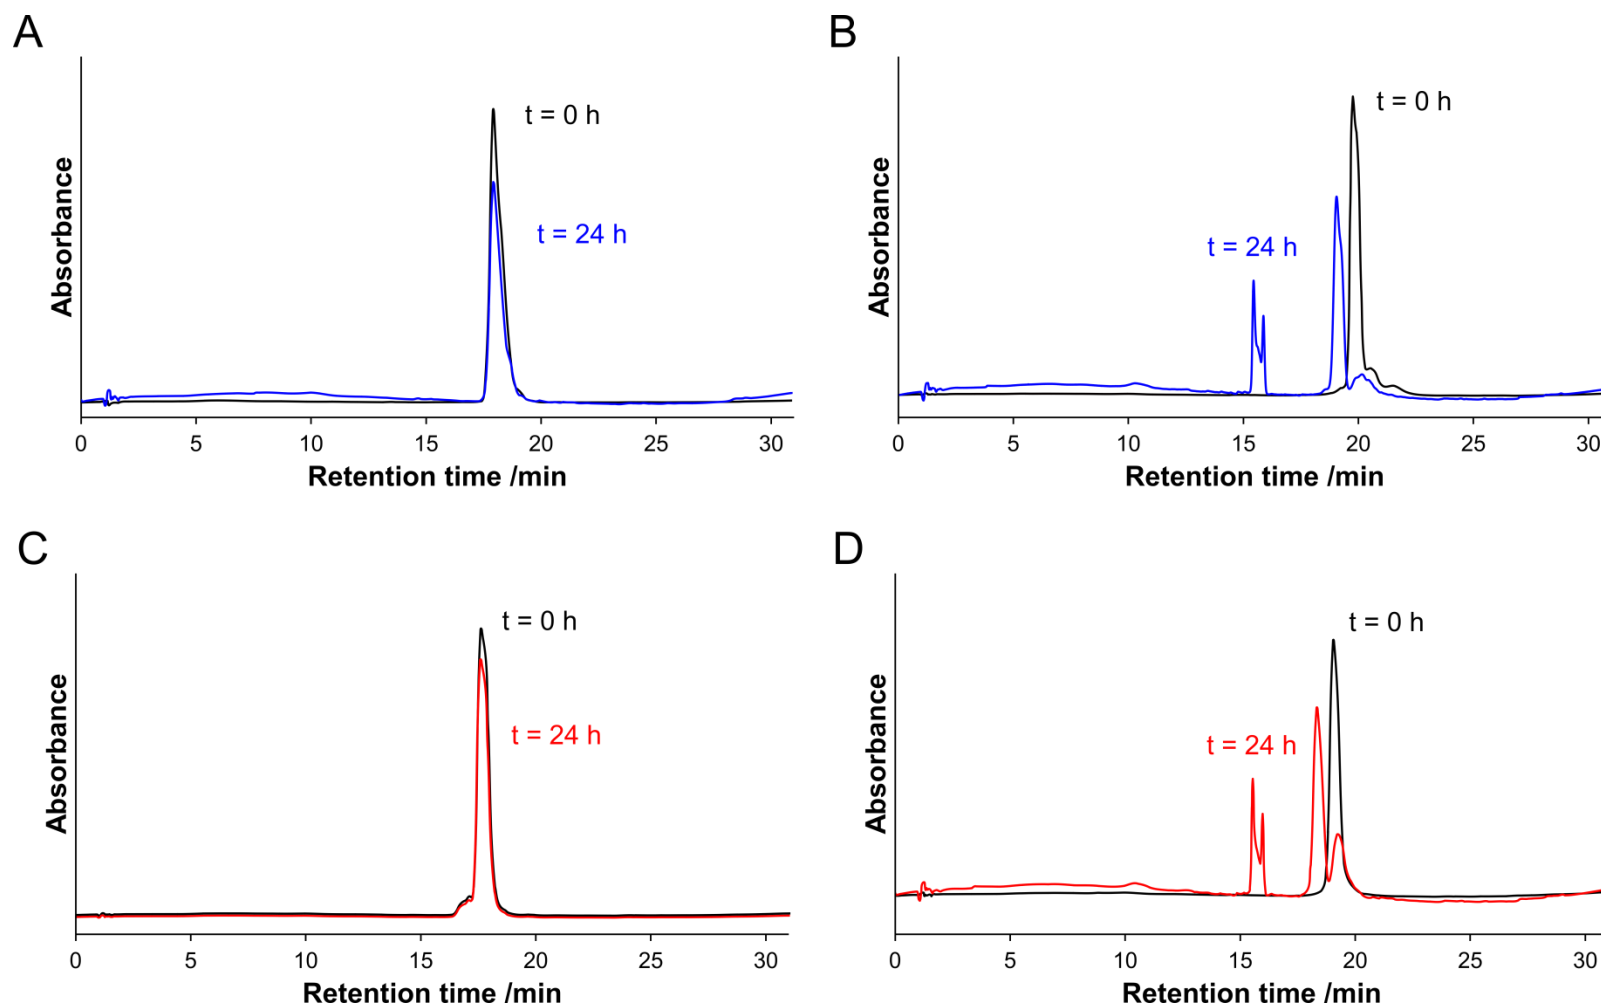 A
B
t = 0 h
t = 24 h
Absorbance
0 5 10 15 20 25 30
Retention time /min
t = 0 h
t = 24 h
Absorbance
0 5 10 15 20 25 30
Retention time /min
C
D
t = 0 h
t = 24 h
Absorbance
0 5 10 15 20 25 30
Retention time /min
t = 0 h
t = 24 h
Absorbance
0 5 10 15 20 25 30
Retention time /min